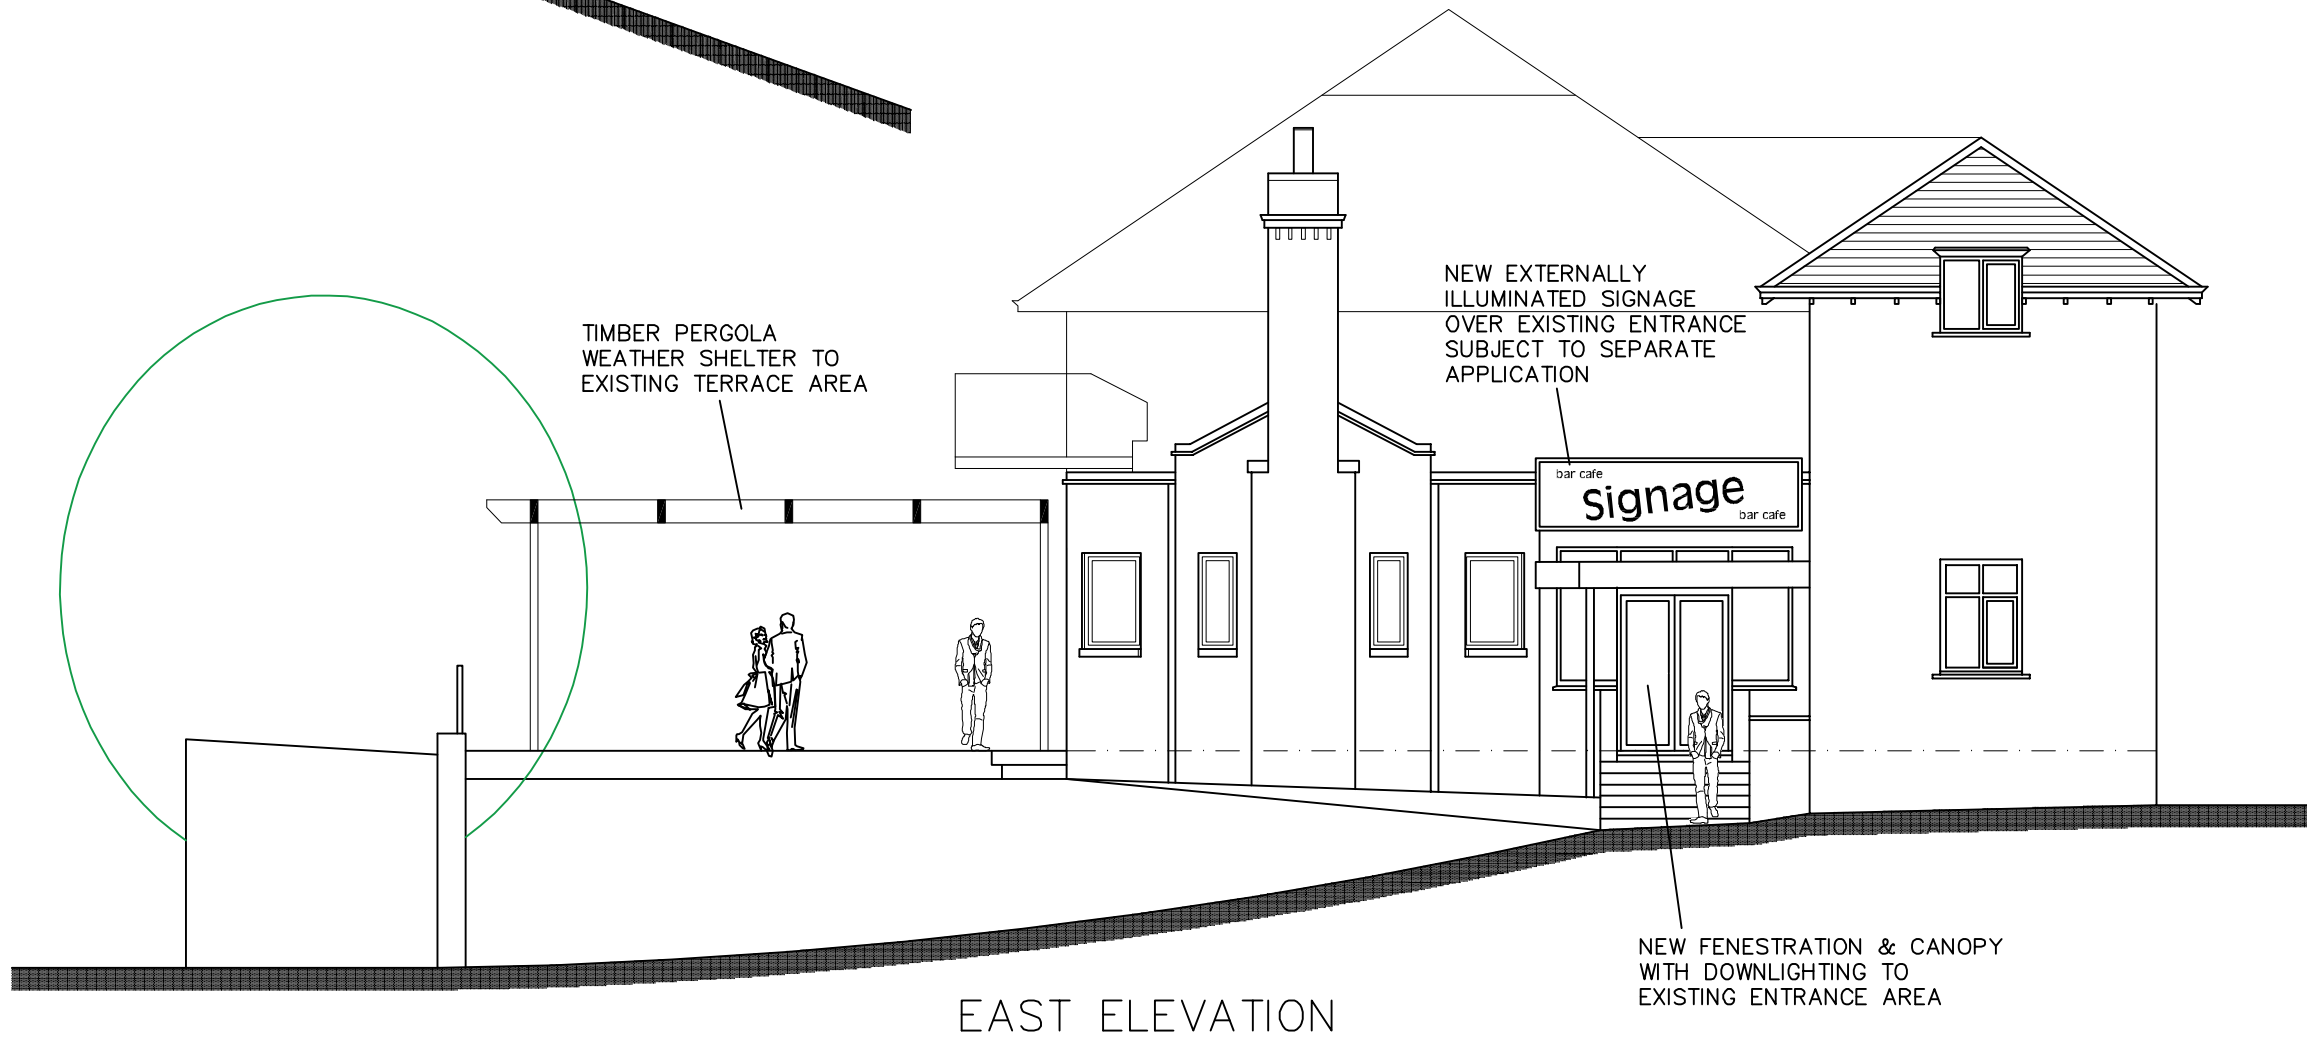 TIMBER PERGOLA
WEATHER SHELTER TO
EXISTING TERRACE AREA
NEW EXTERNALLY
ILLUMINATED SIGNAGE
OVER EXISTING ENTRANCE
SUBJECT TO SEPARATE
APPLICATION
bar cafe
signage
bar cafe
NEW FENESTRATION & CANOPY
WITH DOWNLIGHTING TO
EXISTING ENTRANCE AREA
EAST ELEVATION